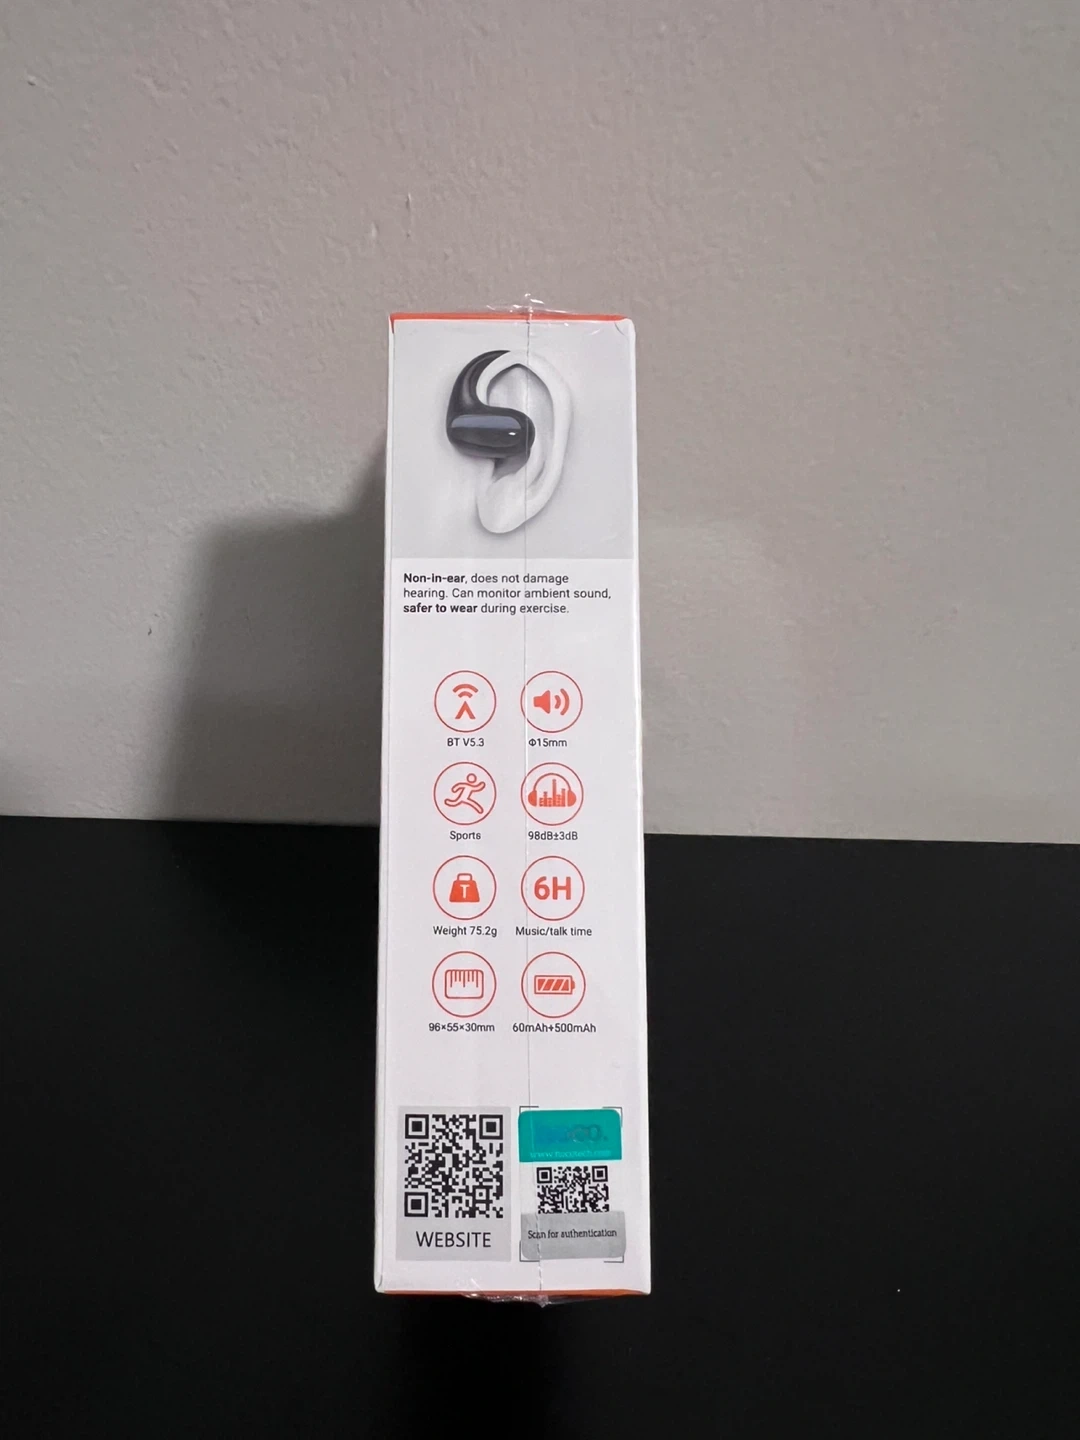 Non-in-ear, does not damage
hearing. Can monitor ambient sound,
safer to wear during exercise.
BT V5.3
Φ15mm
Sports
98dB±3dB
T
6H
Weight 75.2g
Music/talk time
96×55×30mm
60mAh+500mAh
WEBSITE
Scan for authentication